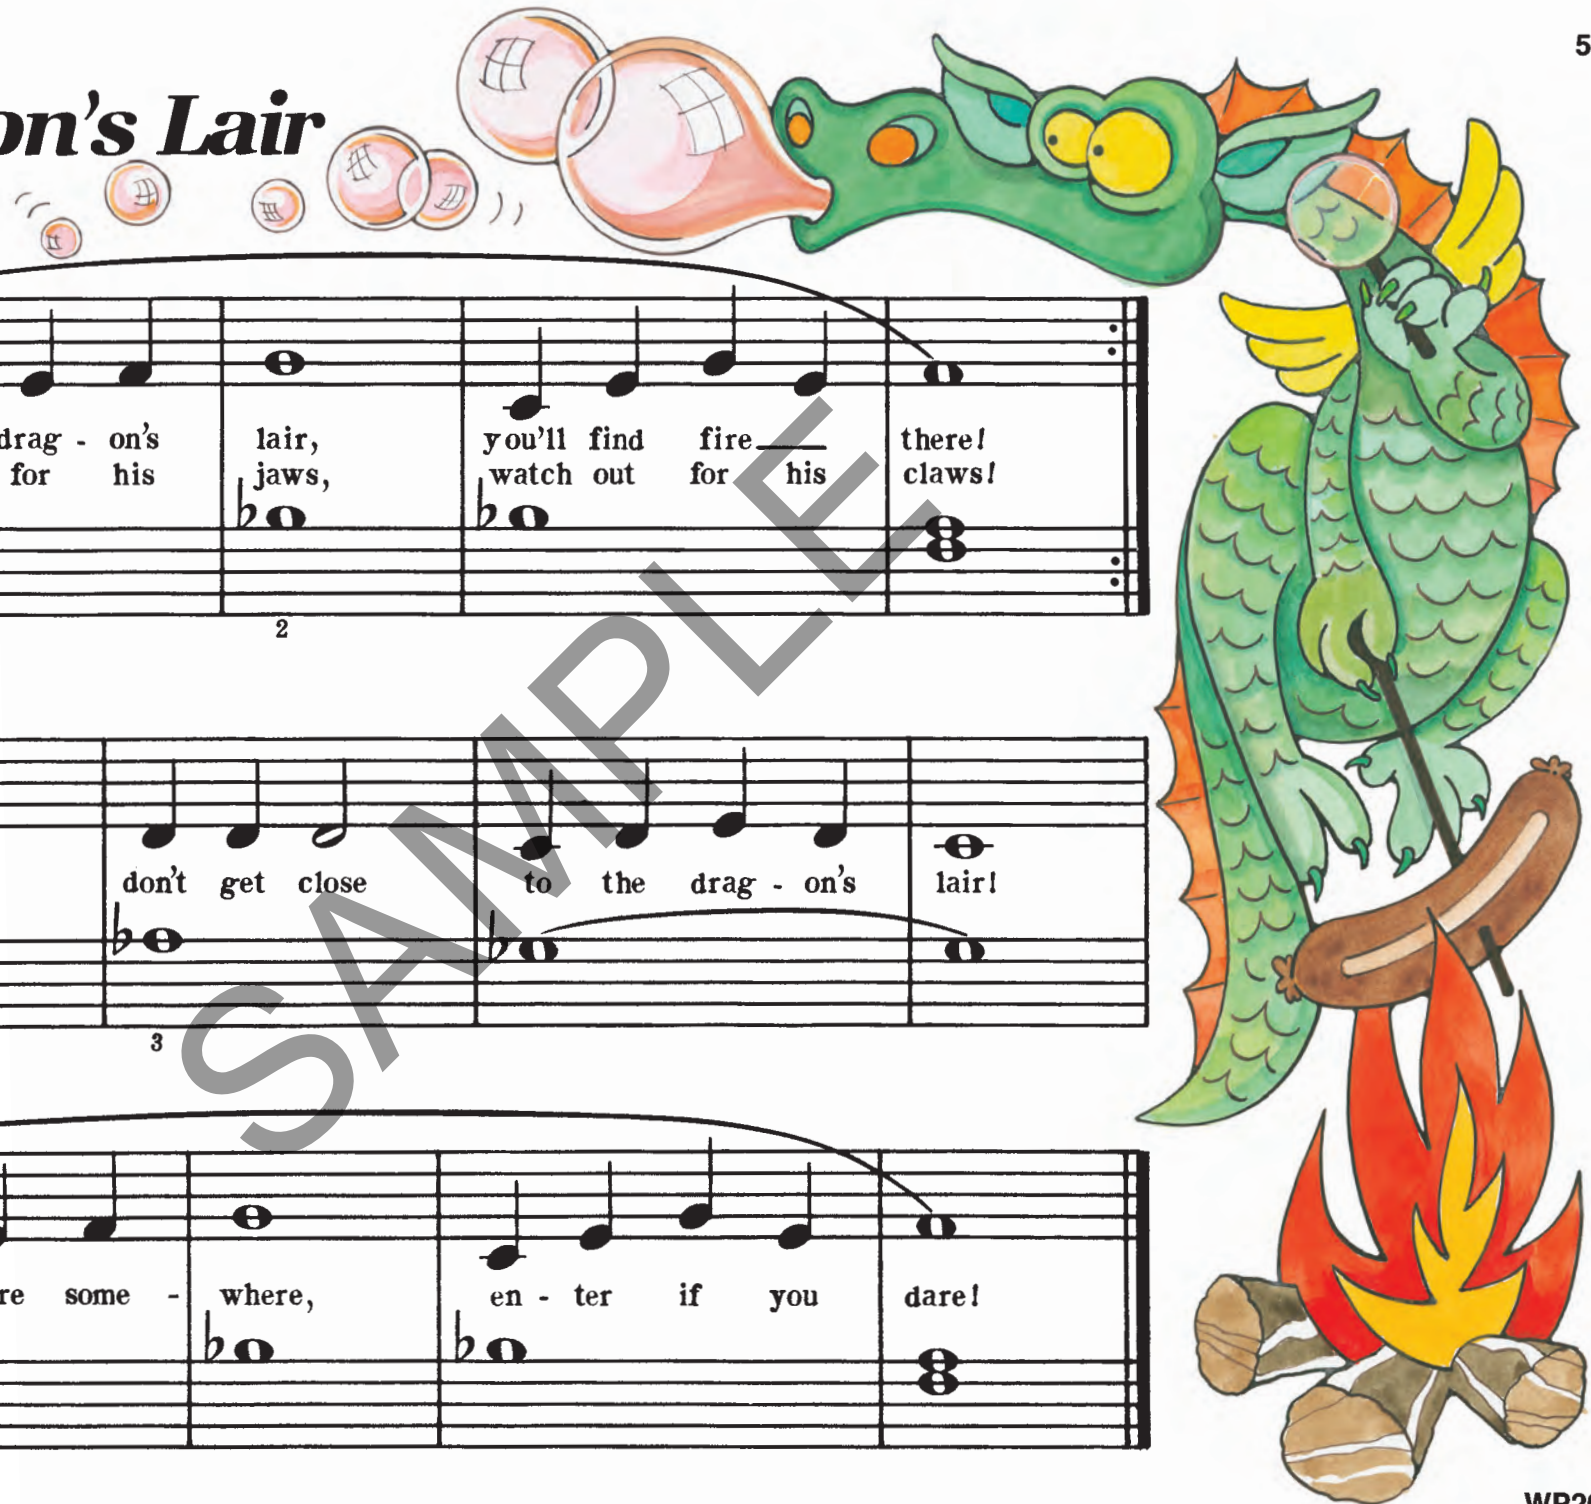 5
on's Lair
drag - on's lair, you'll find fire there!
for his jaws, watch out for his claws!
2
don't get close to the drag - on's lair!
3
re some - where, en - ter if you dare!
SAMPLE